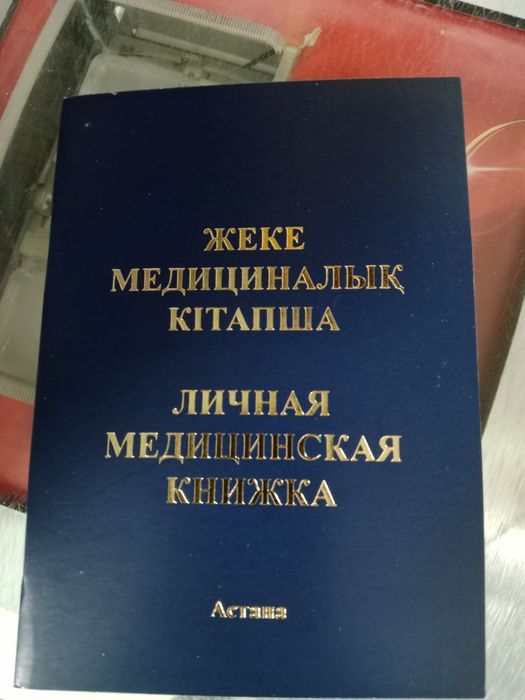 ЖЕКЕ
МЕДИЦИНАЛЫҚ
КІТАПША
ЛИЧНАЯ
МЕДИЦИНСКАЯ
КНИЖКА
Астана